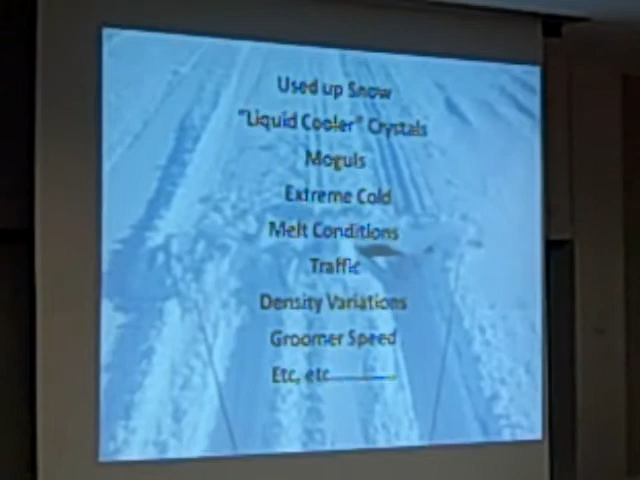 Used up Snow
"Liquid Cooler" Crystals
Moguls
Extreme Cold
Melt Conditions
Traffic
Density Variations
Groomer Speed
Etc, etc..................